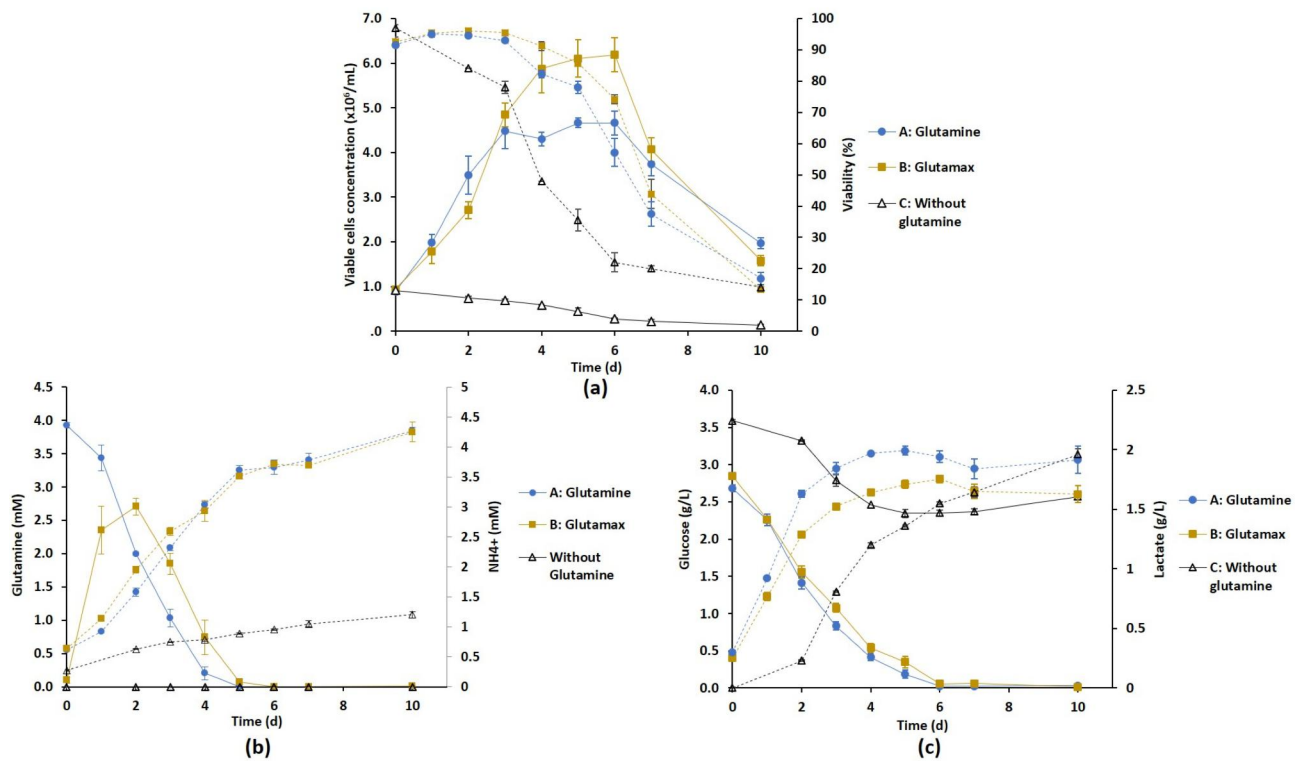 7.0
6.0
5.0
4.0
3.0
2.0
1.0
.0
Viable cells concentration (x10⁶/mL)
100
90
80
70
60
50
40
30
20
10
0
Viability (%)
0 2 4 6 8 10
Time (d)
(a)
A: Glutamine
B: Glutamax
C: Without
glutamine
4.5
4.0
3.5
3.0
2.5
2.0
1.5
1.0
0.5
0.0
Glutamine (mM)
5
4.5
4
3.5
3
2.5
2
1.5
1
0.5
0
NH4+ (mM)
0 2 4 6 8 10
Time (d)
(b)
A: Glutamine
B: Glutamax
Without
Glutamine
4.0
3.5
3.0
2.5
2.0
1.5
1.0
0.5
0.0
Glucose (g/L)
2.5
2
1.5
1
0.5
0
Lactate (g/L)
0 2 4 6 8 10
Time (d)
(c)
A: Glutamine
B: Glutamax
C: Without
glutamine